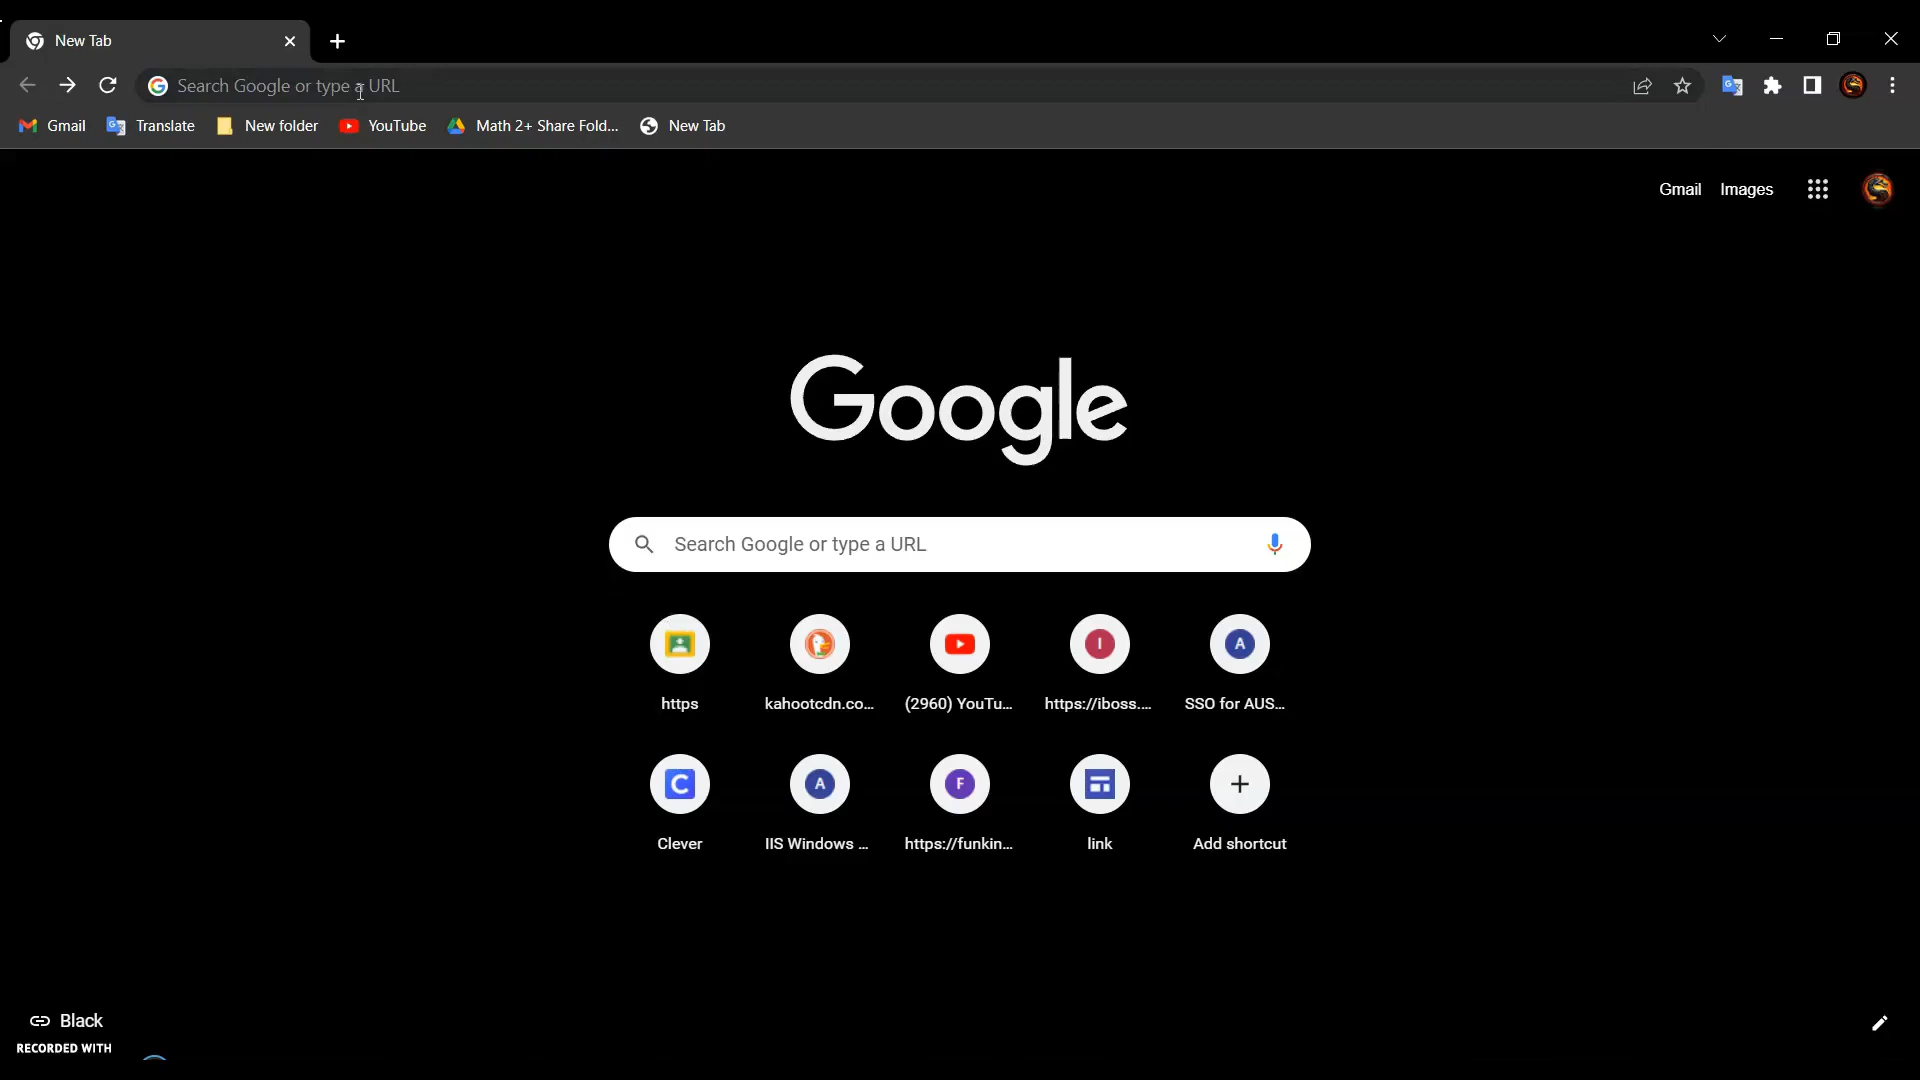 New Tab
Search Google or type a URL
Gmail Translate New folder YouTube Math 2+ Share Fold... New Tab
Gmail Images
Google
Search Google or type a URL
https kahootcdn.co... (2960) YouTu... https://iboss.... SSO for AUS...
Clever IIS Windows ... https://funkin... link Add shortcut
Black
RECORDED WITH